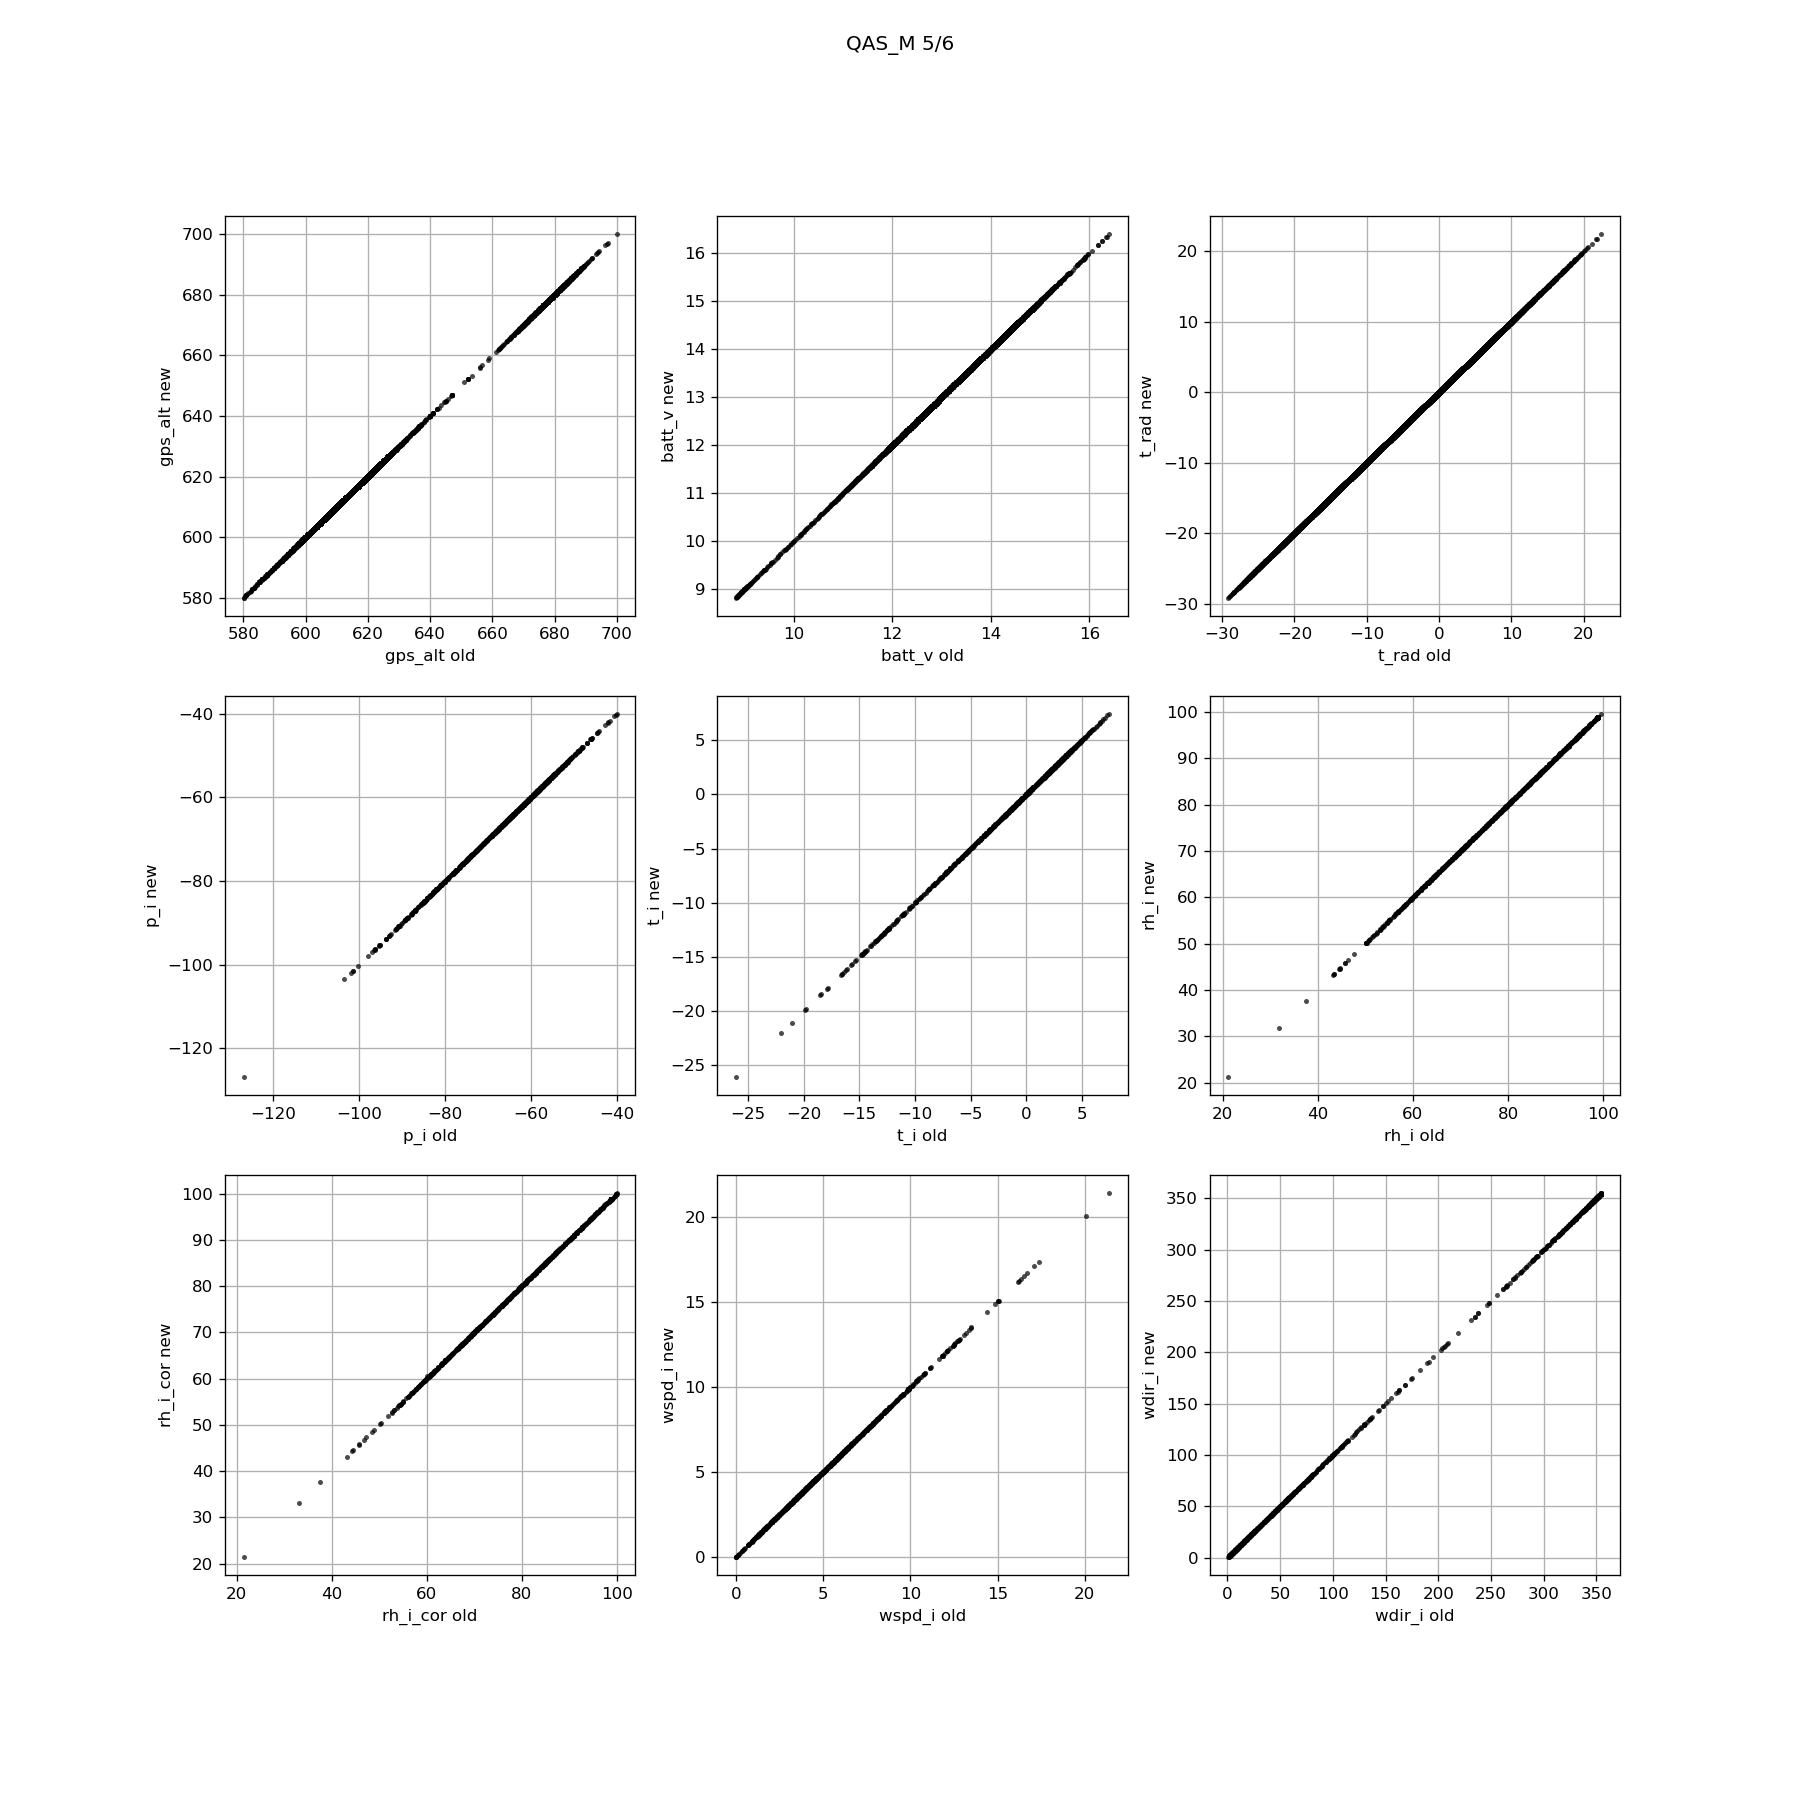 QAS_M 5/6
700
680
660
640
620
600
580
gps_alt new
580 600 620 640 660 680 700
gps_alt old
16
15
14
13
12
11
10
9
batt_v new
10 12 14 16
batt_v old
20
10
0
−10
−20
−30
t_rad new
−30 −20 −10 0 10 20
t_rad old
−40
−60
−80
−100
−120
p_i new
−120 −100 −80 −60 −40
p_i old
5
0
−5
−10
−15
−20
−25
t_i new
−25 −20 −15 −10 −5 0 5
t_i old
100
90
80
70
60
50
40
30
20
rh_i new
20 40 60 80 100
rh_i old
100
90
80
70
60
50
40
30
20
rh_i_cor new
20 40 60 80 100
rh_i_cor old
20
15
10
5
0
wspd_i new
0 5 10 15 20
wspd_i old
350
300
250
200
150
100
50
0
wdir_i new
0 50 100 150 200 250 300 350
wdir_i old